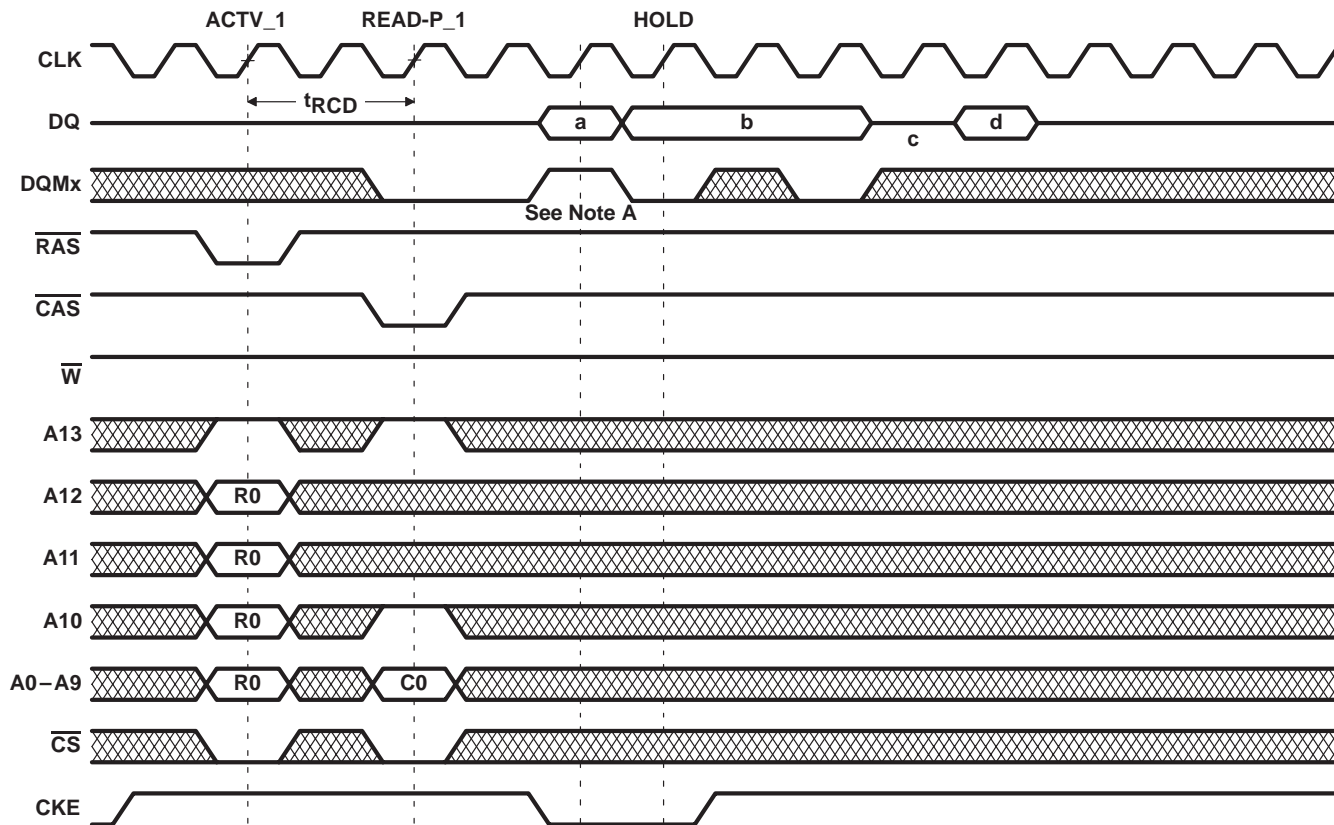 ACTV_1 READ-P_1 HOLD
CLK
tRCD
DQ a b c d
DQMx
See Note A
RAS
CAS
W
A13
A12 R0
A11 R0
A10 R0
A0–A9 R0 C0
CS
CKE